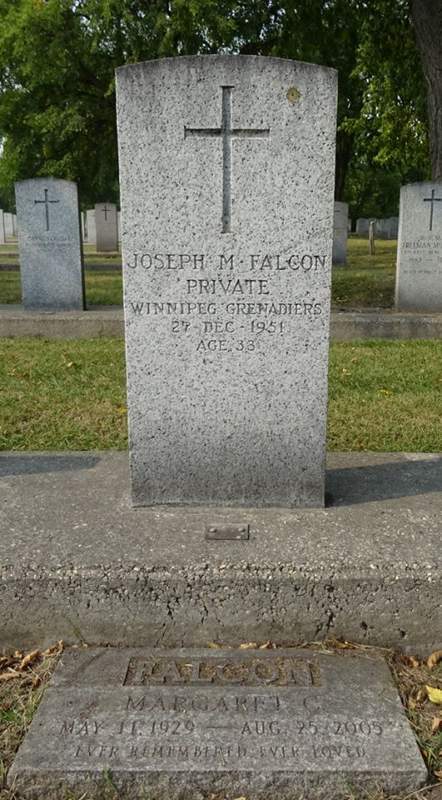 JOSEPH M FALCON
PRIVATE
WINNIPEG GRENADIERS
27 DEC 1951
AGE 33
FALCON
MARGARET C.
MAY 11, 1929 — AUG. 25, 2005
EVER REMEMBERED EVER LOVED